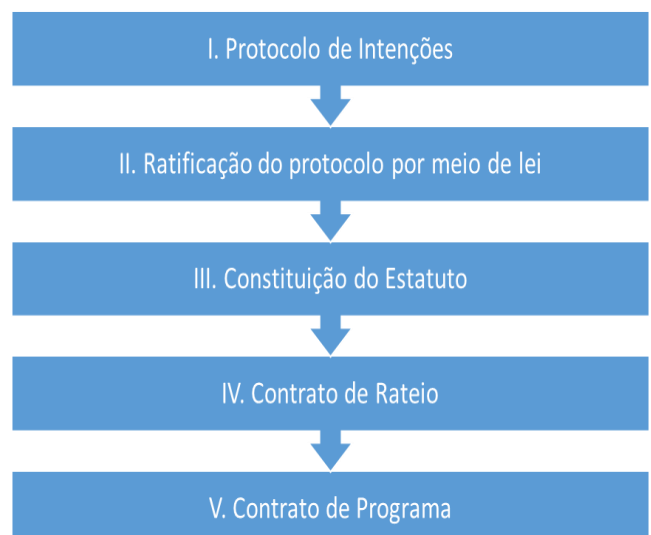 I. Protocolo de Intenções
II. Ratificação do protocolo por meio de lei
III. Constituição do Estatuto
IV. Contrato de Rateio
V. Contrato de Programa